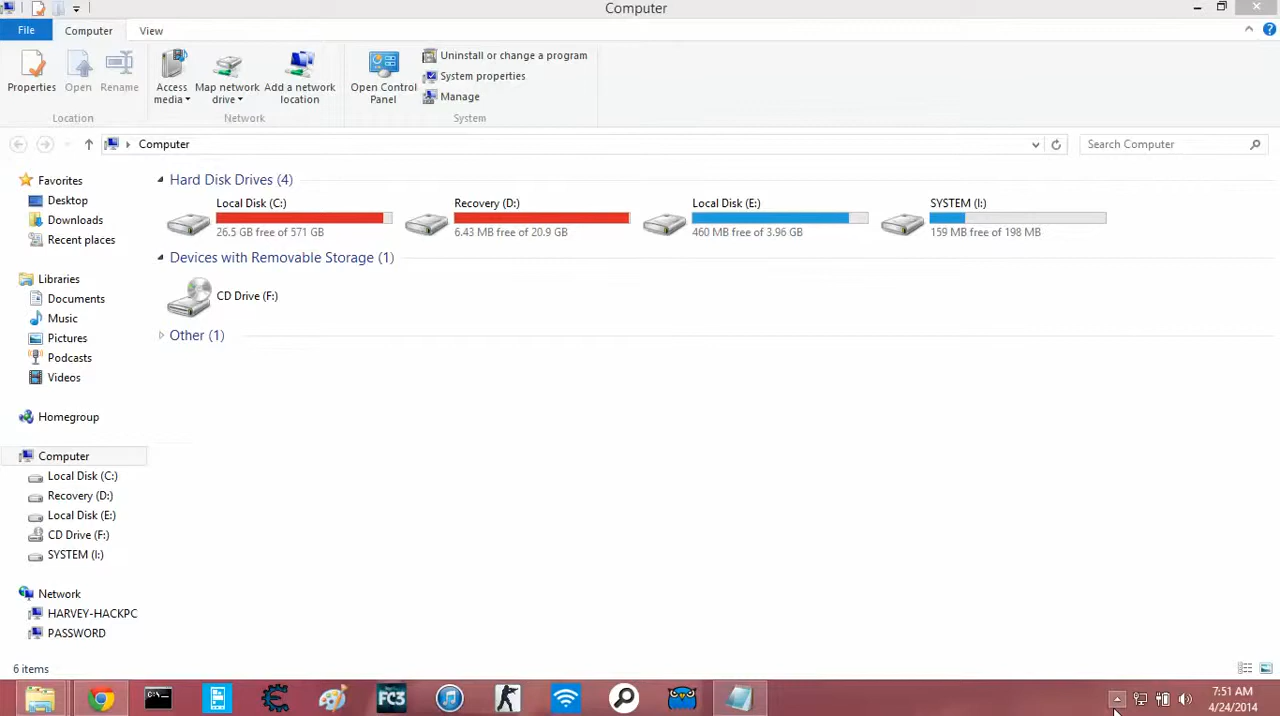 Computer
File
Computer
View
Properties
Open
Rename
Access media
Map network drive
Add a network location
Open Control Panel
Uninstall or change a program
System properties
Manage
Location
Network
System
Computer
Search Computer
Favorites
Desktop
Downloads
Recent places
Libraries
Documents
Music
Pictures
Podcasts
Videos
Homegroup
Computer
Local Disk (C:)
Recovery (D:)
Local Disk (E:)
CD Drive (F:)
SYSTEM (I:)
Network
HARVEY-HACKPC
PASSWORD
Hard Disk Drives (4)
Local Disk (C:)
26.5 GB free of 571 GB
Recovery (D:)
6.43 MB free of 20.9 GB
Local Disk (E:)
460 MB free of 3.96 GB
SYSTEM (I:)
159 MB free of 198 MB
Devices with Removable Storage (1)
CD Drive (F:)
Other (1)
6 items
FC3
7:51 AM
4/24/2014